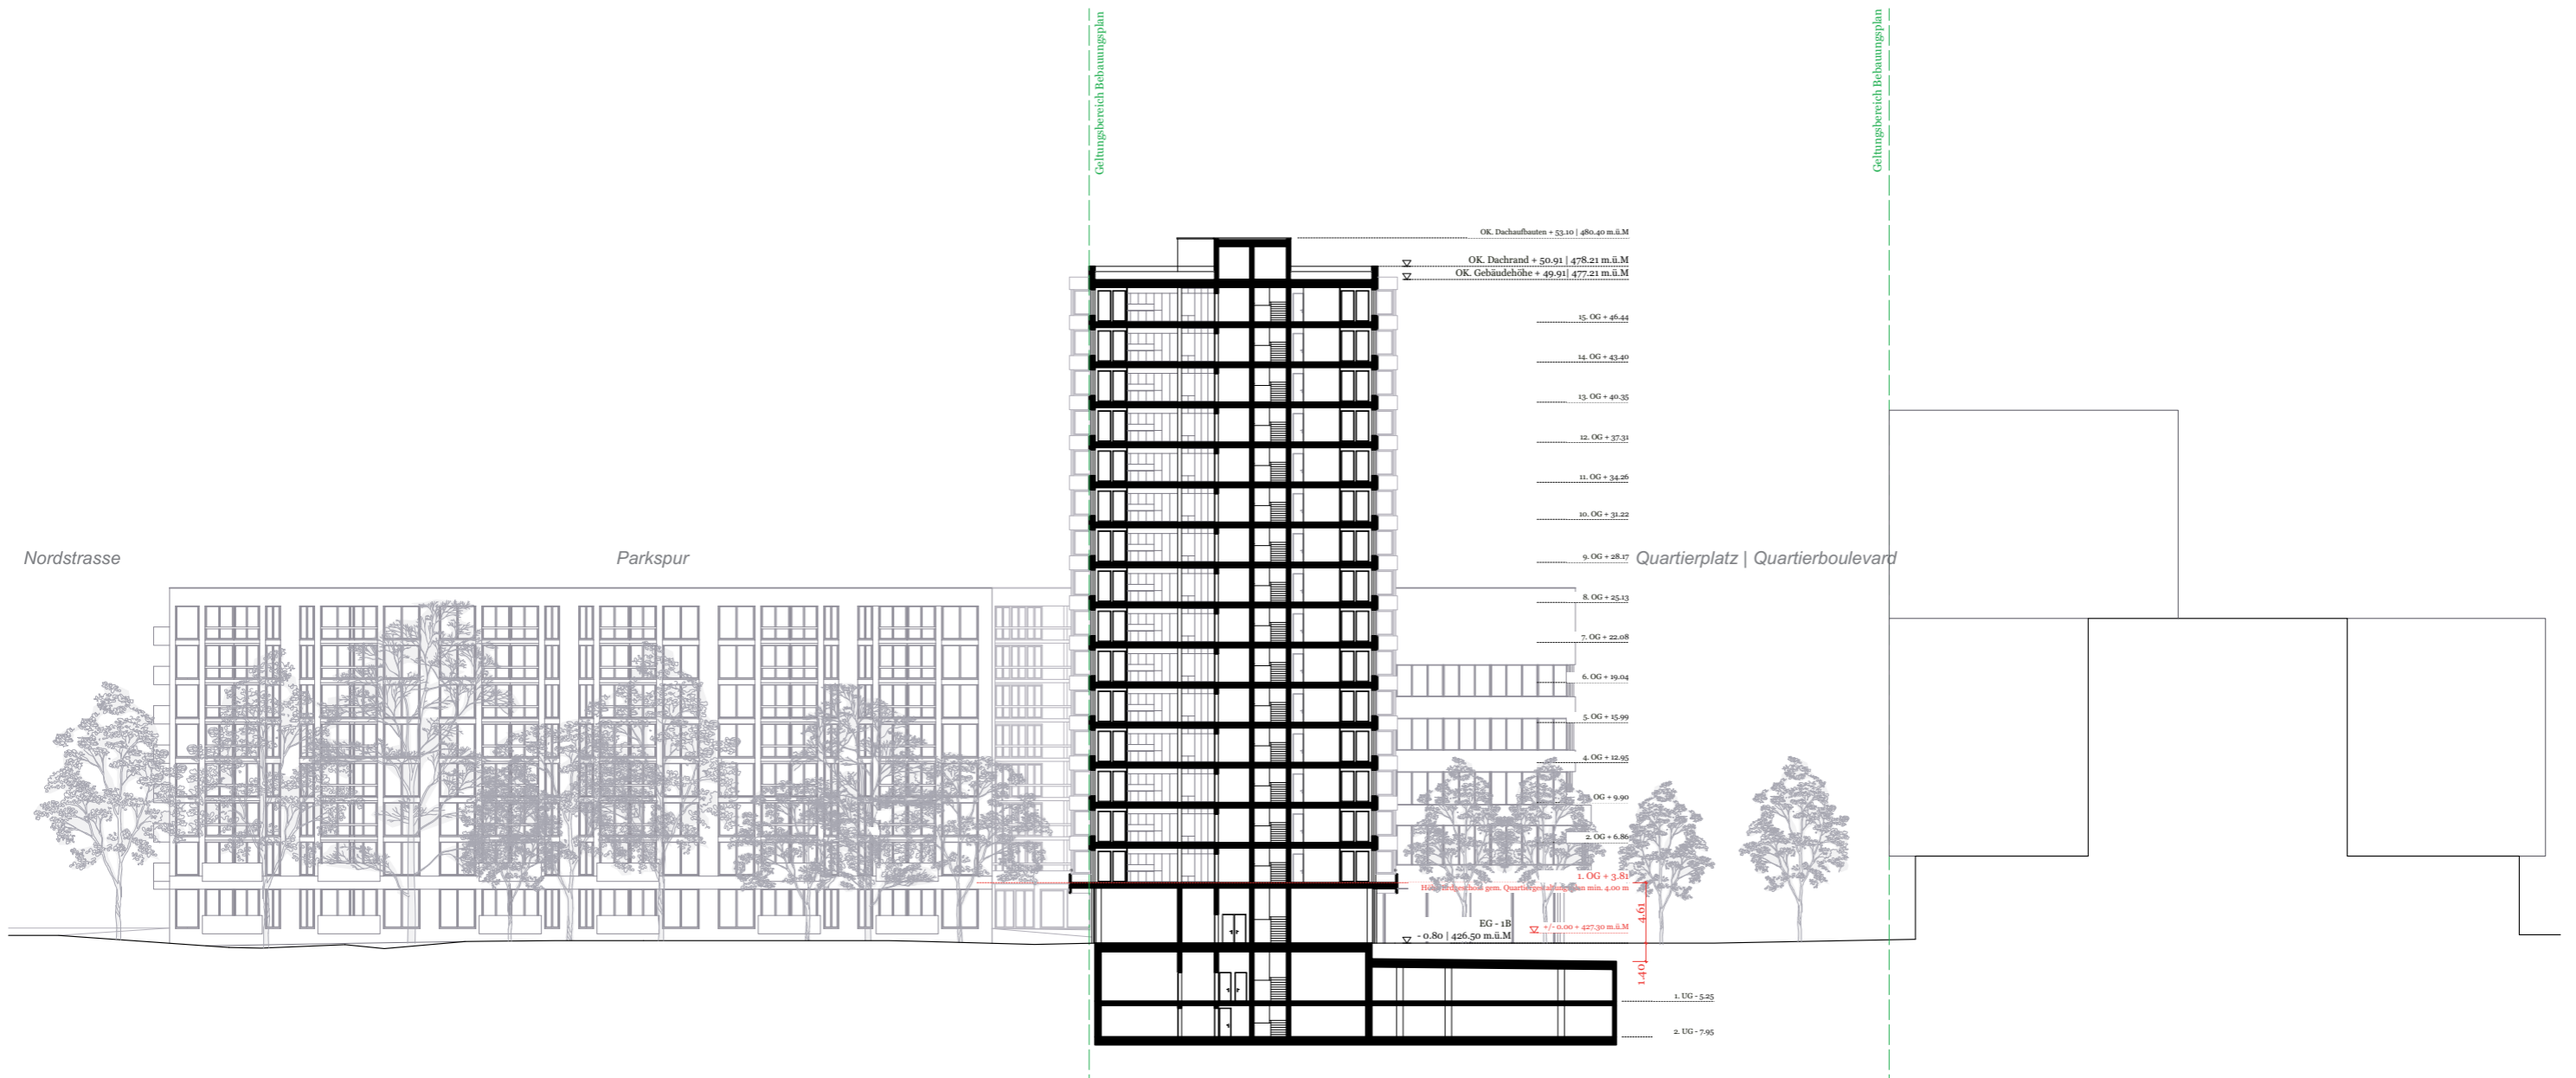 Geltungsbereich Bebauungsplan
Geltungsbereich Bebauungsplan
OK. Dachaufbauten + 53.10 | 480.40 m.ü.M
OK. Dachrand + 50.91 | 478.21 m.ü.M
OK. Gebäudehöhe + 49.91| 477.21 m.ü.M
15. OG + 46.44
14. OG + 43.40
13. OG + 40.35
12. OG + 37.31
11. OG + 34.26
10. OG + 31.22
Nordstrasse
Parkspur
9. OG + 28.17
Quartierplatz | Quartierboulevard
8. OG + 25.13
7. OG + 22.08
6. OG + 19.04
5. OG + 15.99
4. OG + 12.95
OG + 9.90
2. OG + 6.86
1. OG + 3.81
gem. min. 4.00 m
4.61
EG - 1B
+/- 0.00 + 427.30 m.ü.M
- 0.80 | 426.50 m.ü.M
1.40
1. UG - 5.25
2. UG - 7.95